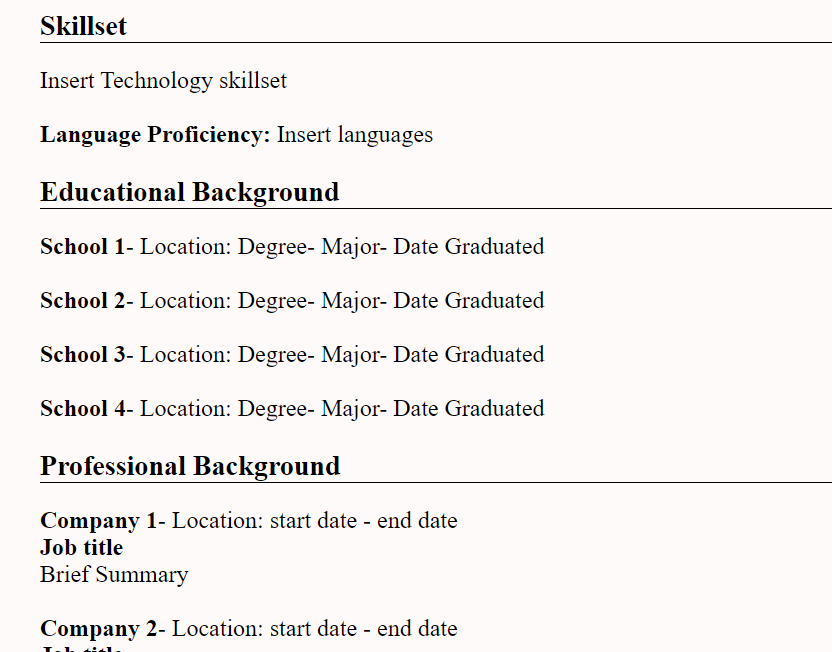 Skillset
Insert Technology skillset
Language Proficiency: Insert languages
Educational Background
School 1- Location: Degree- Major- Date Graduated
School 2- Location: Degree- Major- Date Graduated
School 3- Location: Degree- Major- Date Graduated
School 4- Location: Degree- Major- Date Graduated
Professional Background
Company 1- Location: start date - end date
Job title
Brief Summary
Company 2- Location: start date - end date
Job title